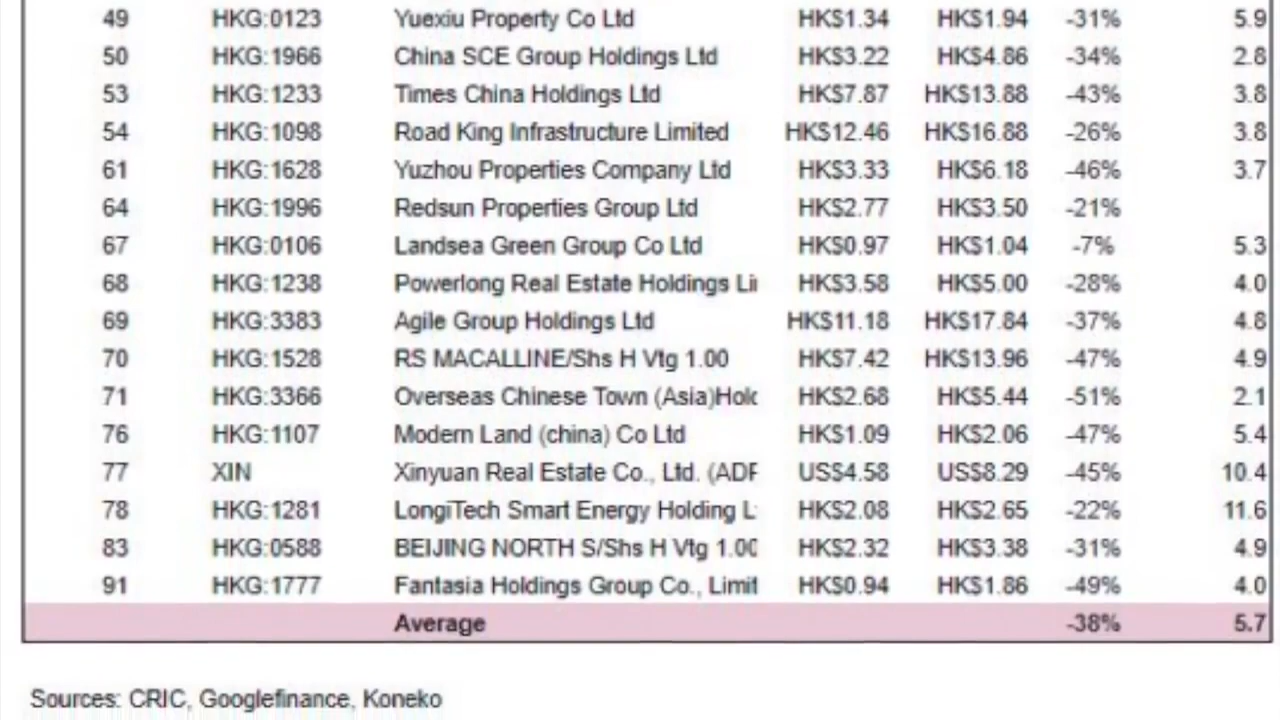 49 HKG:0123 Yuexiu Property Co Ltd HK$1.34 HK$1.94 -31% 5.9
50 HKG:1966 China SCE Group Holdings Ltd HK$3.22 HK$4.86 -34% 2.8
53 HKG:1233 Times China Holdings Ltd HK$7.87 HK$13.88 -43% 3.8
54 HKG:1098 Road King Infrastructure Limited HK$12.46 HK$16.88 -26% 3.8
61 HKG:1628 Yuzhou Properties Company Ltd HK$3.33 HK$6.18 -46% 3.7
64 HKG:1996 Redsun Properties Group Ltd HK$2.77 HK$3.50 -21%
67 HKG:0106 Landsea Green Group Co Ltd HK$0.97 HK$1.04 -7% 5.3
68 HKG:1238 Powerlong Real Estate Holdings Li HK$3.58 HK$5.00 -28% 4.0
69 HKG:3383 Agile Group Holdings Ltd HK$11.18 HK$17.84 -37% 4.8
70 HKG:1528 RS MACALLINE/Shs H Vtg 1.00 HK$7.42 HK$13.96 -47% 4.9
71 HKG:3366 Overseas Chinese Town (Asia)Hold HK$2.68 HK$5.44 -51% 2.1
76 HKG:1107 Modern Land (china) Co Ltd HK$1.09 HK$2.06 -47% 5.4
77 XIN Xinyuan Real Estate Co., Ltd. (ADR US$4.58 US$8.29 -45% 10.4
78 HKG:1281 LongiTech Smart Energy Holding L HK$2.08 HK$2.65 -22% 11.6
83 HKG:0588 BEIJING NORTH S/Shs H Vtg 1.00 HK$2.32 HK$3.38 -31% 4.9
91 HKG:1777 Fantasia Holdings Group Co., Limit HK$0.94 HK$1.86 -49% 4.0
Average -38% 5.7
Sources: CRIC, Googlefinance, Koneko